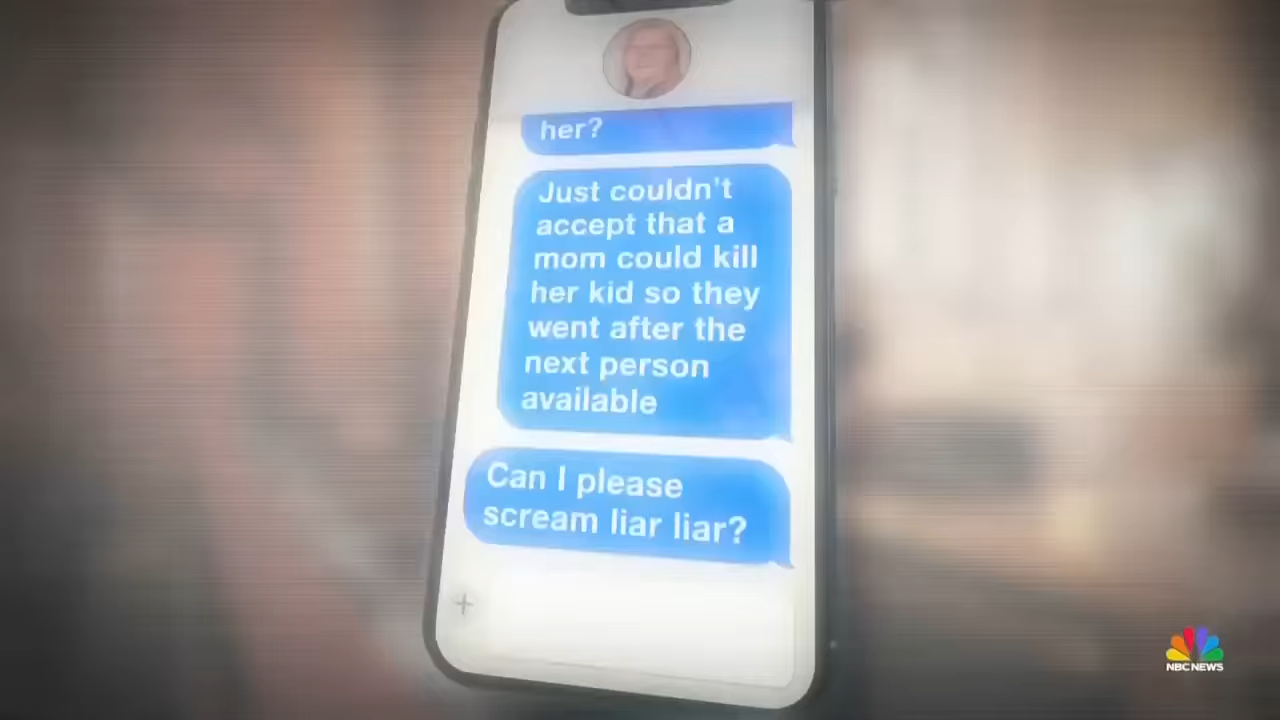 her?
Just couldn't
accept that a
mom could kill
her kid so they
went after the
next person
available
Can I please
scream liar liar?
+
NBC NEWS